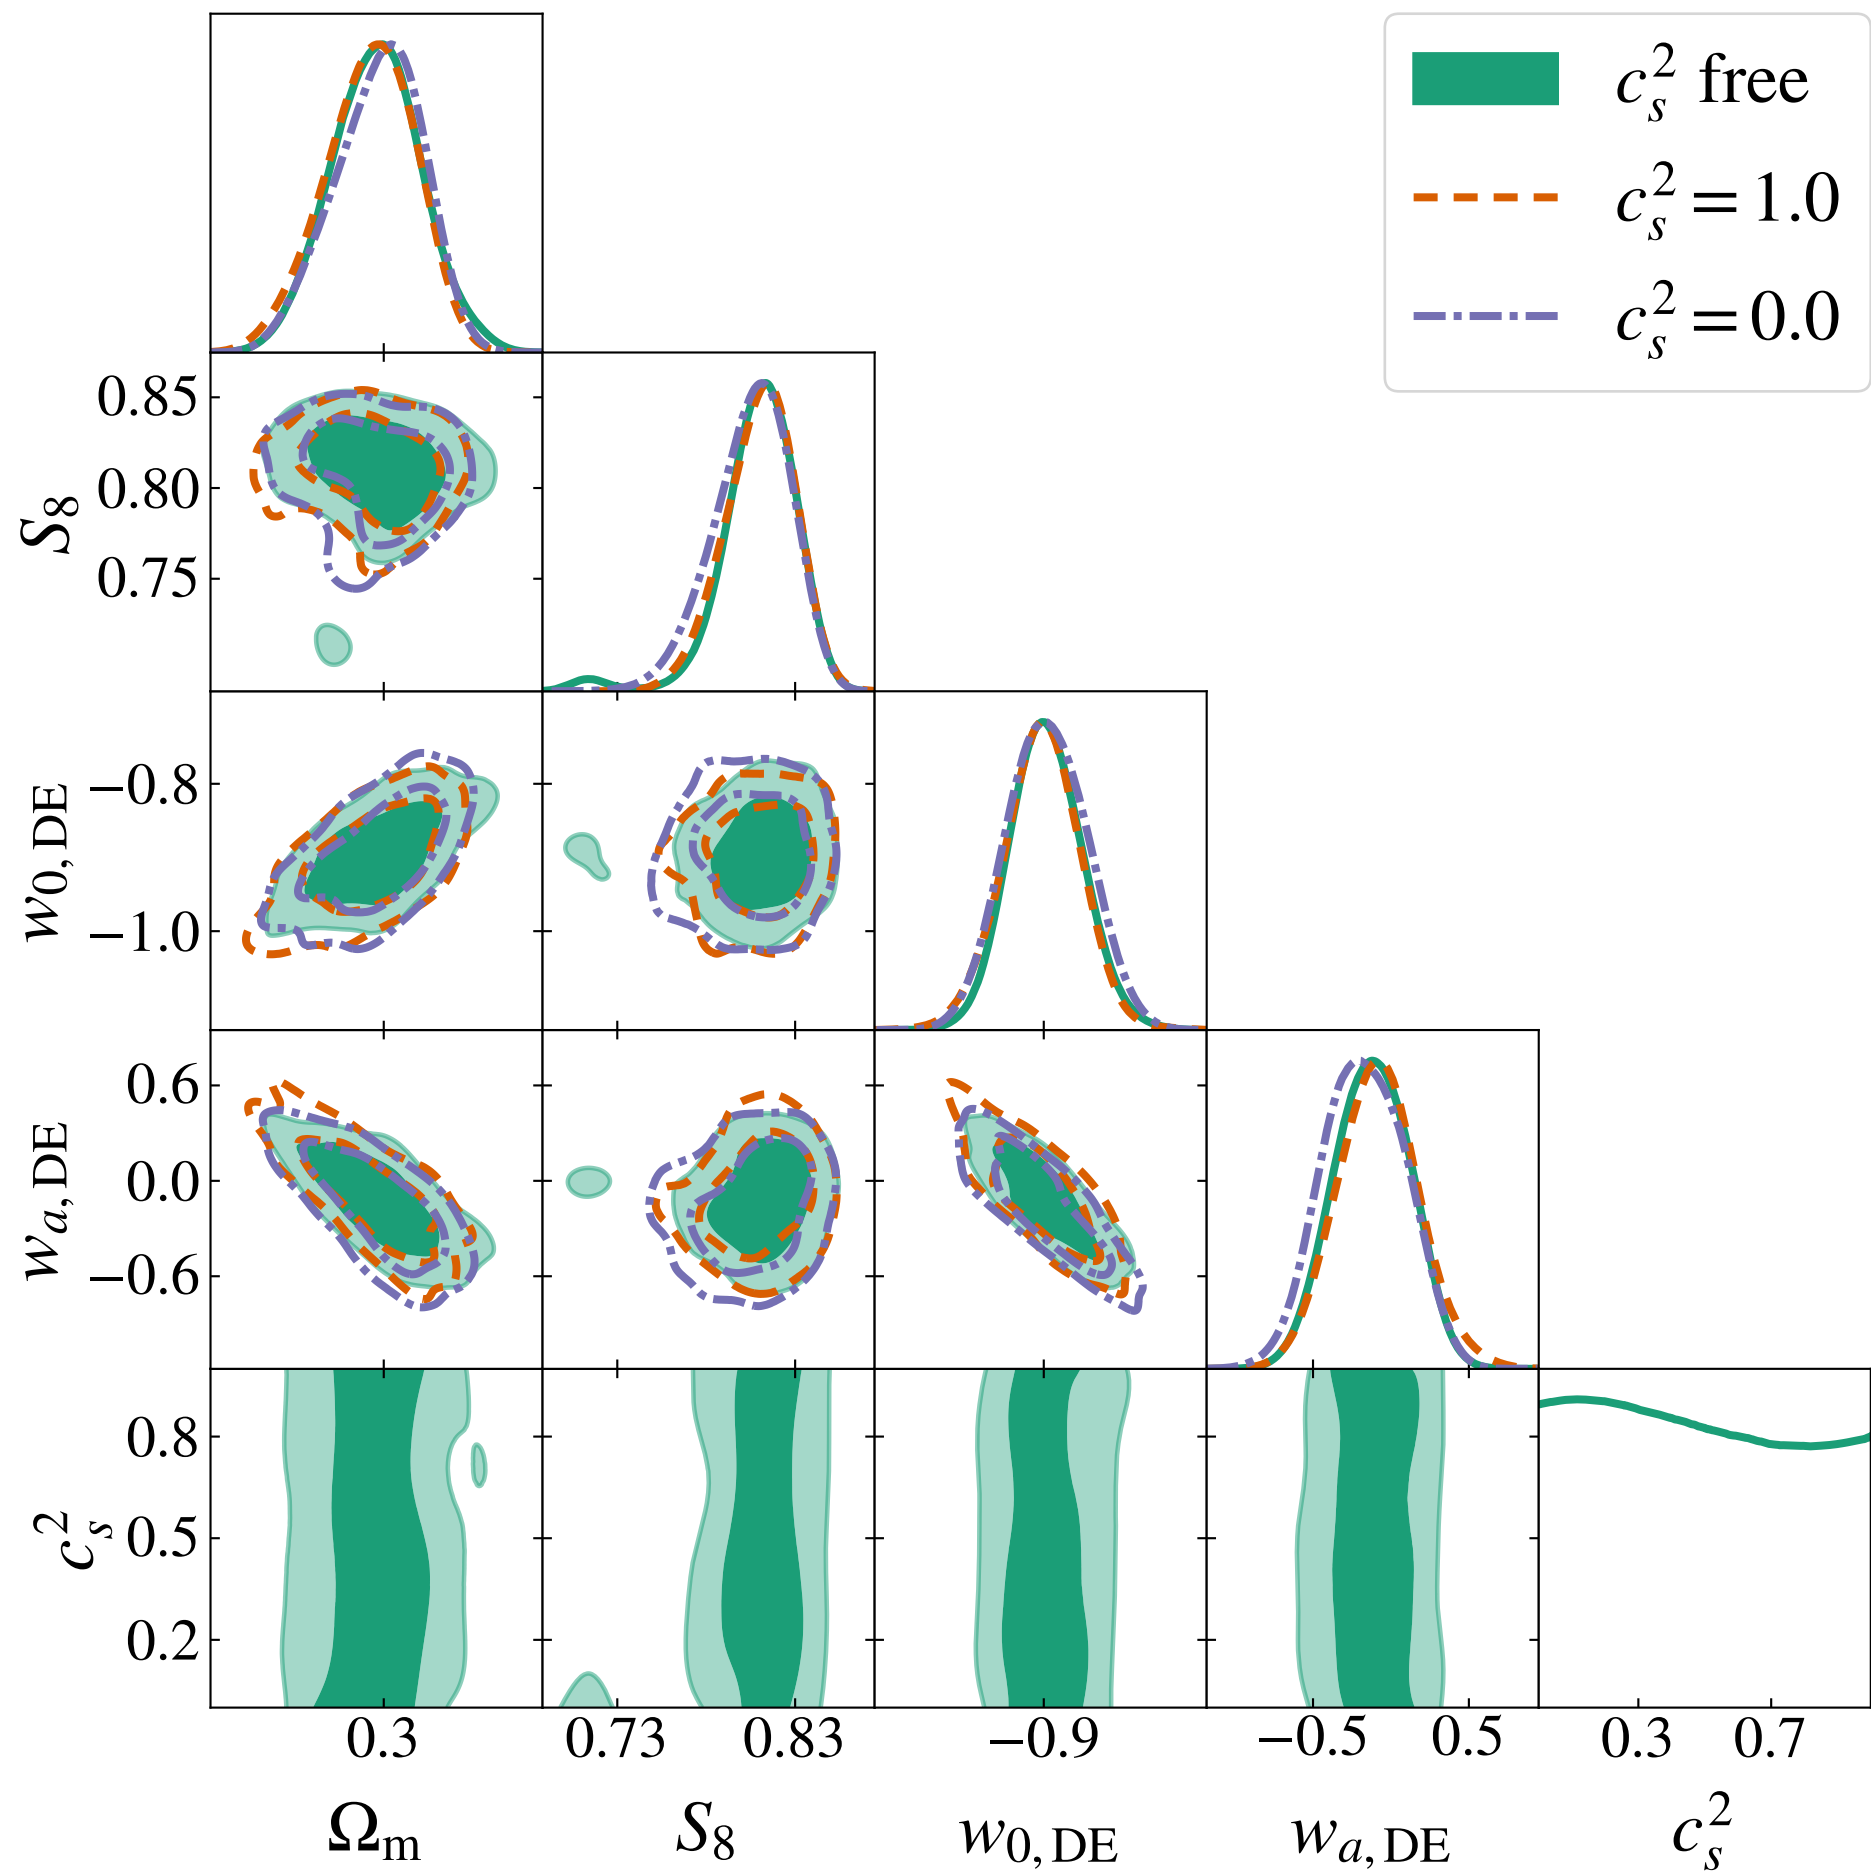 c_s^2 free
c_s^2 = 1.0
c_s^2 = 0.0
0.85
0.80
0.75
S_8
−0.8
−1.0
w_{0, DE}
0.6
0.0
−0.6
w_{a, DE}
0.8
0.5
0.2
c_s^2
0.3 0.73 0.83 −0.9 −0.5 0.5 0.3 0.7
Ω_m S_8 w_{0, DE} w_{a, DE} c_s^2